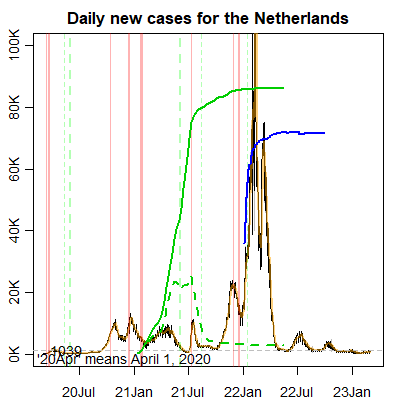 Daily new cases for the Netherlands
100K
80K
60K
40K
20K
0K
1039
'20Apr' means April 1, 2020
20Jul 21Jan 21Jul 22Jan 22Jul 23Jan